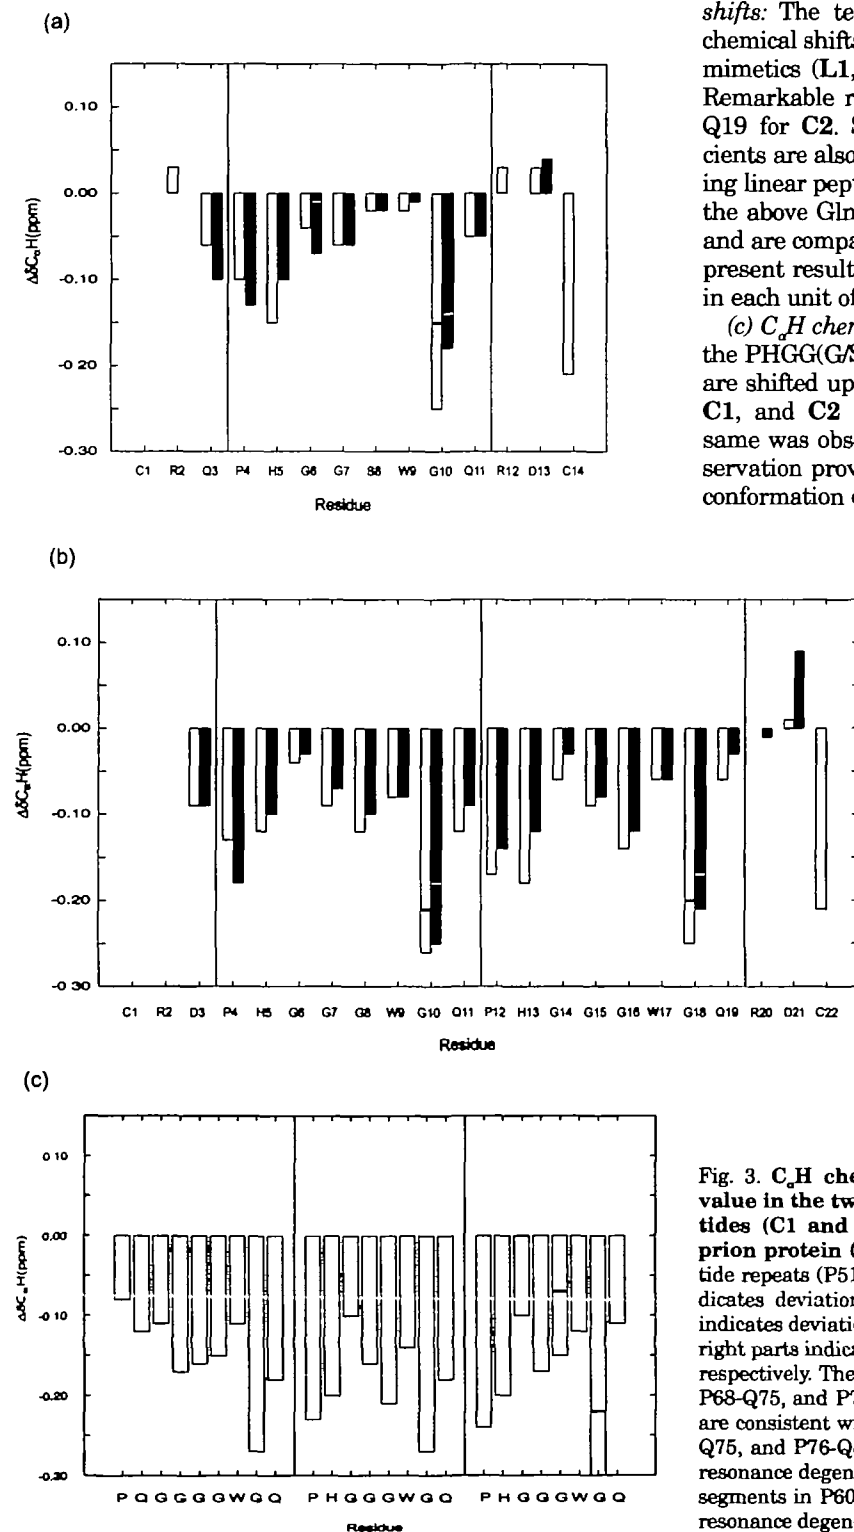 (a)
shifts: The te
chemical shifts
mimetics (L1,
Remarkable r
Q19 for C2. S
cients are also
ing linear pep
the above Gln
and are compa
present result
in each unit of
(c) CαH cher
the PHGG(G/S
are shifted up
C1, and C2
same was obs
servation prov
conformation
0.10
0.00
-0.10
-0.20
-0.30
ΔδCαH(ppm)
C1 R2 Q3 P4 H5 G6 G7 S8 W9 G10 Q11 R12 D13 C14
Residue
(b)
0.10
0.00
-0.10
-0.20
-0.30
ΔδCαH(ppm)
C1 R2 D3 P4 H5 G6 G7 G8 W9 G10 Q11 P12 H13 G14 G15 G16 W17 G18 Q19 R20 D21 C22
Residue
(c)
0.10
0.00
-0.10
-0.20
-0.30
ΔδCαH(ppm)
P Q G G G G W G Q P H G G G W G Q P H G G G W G Q
Residue
Fig. 3. CαH che
value in the tw
tides (C1 and
prion protein (
tide repeats (P51
dicates deviation
indicates deviatio
right parts indica
respectively. The
P68-Q75, and P7
are consistent w
Q75, and P76-Q
resonance degen
segments in P60
resonance degen